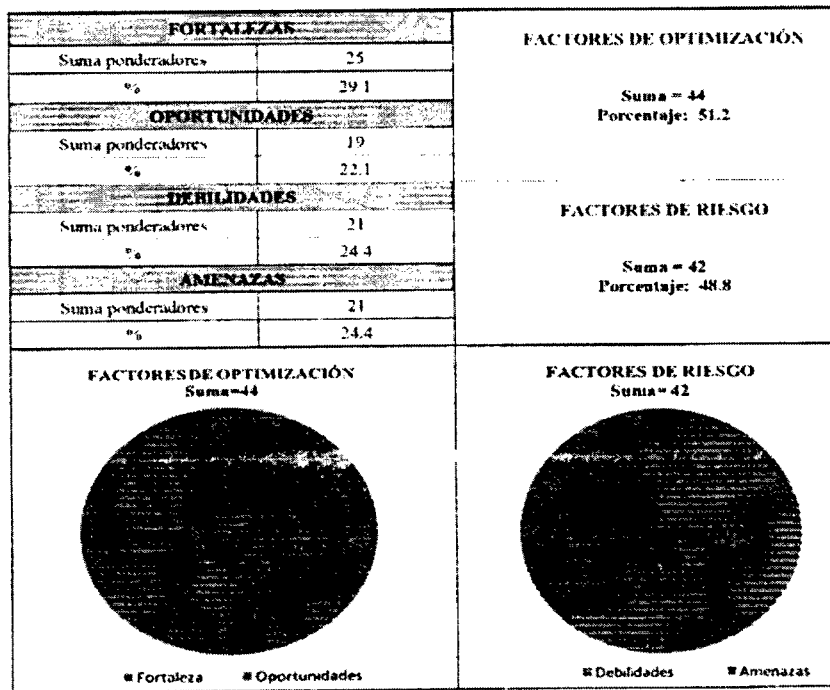 FORTALEZAS
Suma ponderadores 25
% 29.1
OPORTUNIDADES
Suma ponderadores 19
% 22.1
DEBILIDADES
Suma ponderadores 21
% 24.4
AMENAZAS
Suma ponderadores 21
% 24.4
FACTORES DE OPTIMIZACIÓN
Suma = 44
Porcentaje: 51.2
FACTORES DE RIESGO
Suma = 42
Porcentaje: 48.8
FACTORES DE OPTIMIZACIÓN
Suma=44
Fortaleza Oportunidades
FACTORES DE RIESGO
Suma=42
Debilidades Amenazas